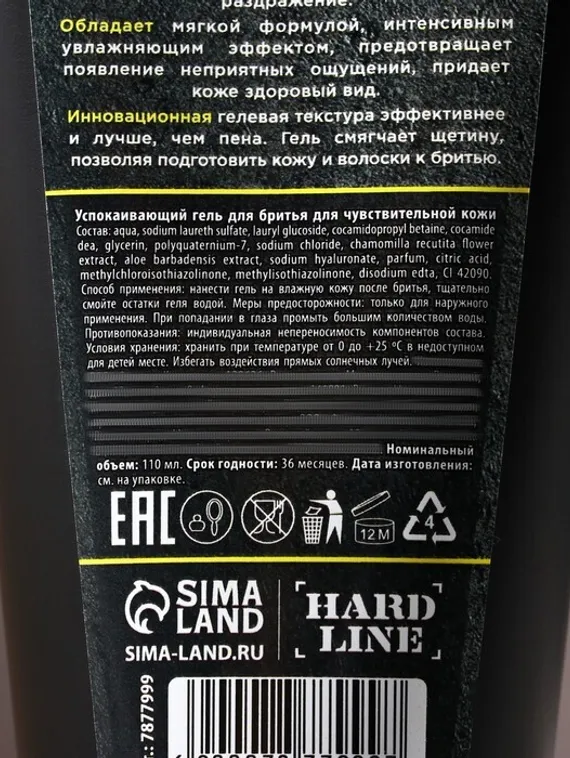 раздражение.
Обладает мягкой формулой, интенсивным
увлажняющим эффектом, предотвращает
появление неприятных ощущений, придает
коже здоровый вид.
Инновационная гелевая текстура эффективнее
и лучше, чем пена. Гель смягчает щетину,
позволяя подготовить кожу и волоски к бритью.
Успокаивающий гель для бритья для чувствительной кожи
Состав: aqua, sodium laureth sulfate, lauryl glucoside, cocamidopropyl betaine, cocamide
dea, glycerin, polyquaternium-7, sodium chloride, chamomilla recutita flower
extract, aloe barbadensis extract, sodium hyaluronate, parfum, citric acid,
methylchloroisothiazolinone, methylisothiazolinone, disodium edta, CI 42090.
Способ применения: нанести гель на влажную кожу после бритья, тщательно
смойте остатки геля водой. Меры предосторожности: только для наружного
применения. При попадании в глаза промыть большим количеством воды.
Противопоказания: индивидуальная непереносимость компонентов состава.
Условия хранения: хранить при температуре от 0 до +25 °С в недоступном
для детей месте. Избегать воздействия прямых солнечных лучей.
Номинальный
объем: 110 мл. Срок годности: 36 месяцев. Дата изготовления:
см. на упаковке.
EAC
12 M
4
SIMA
LAND
SIMA-LAND.RU
HARD
LINE
.: 7877999